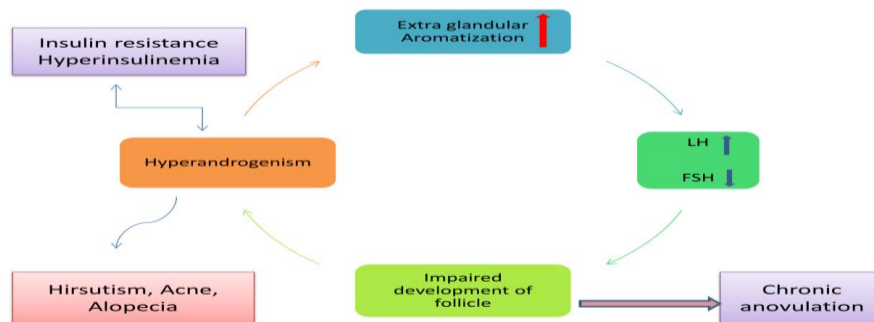 Extra glandular
Aromatization
Insulin resistance
Hyperinsulinemia
LH
FSH
Hyperandrogenism
Impaired
development of
follicle
Hirsutism, Acne,
Alopecia
Chronic
anovulation